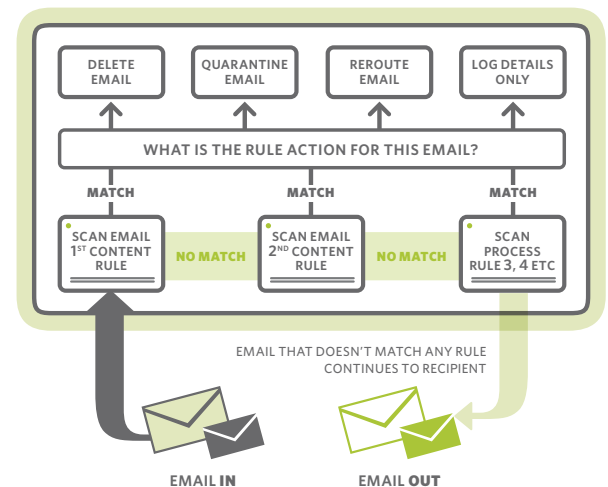 DELETE
EMAIL
QUARANTINE
EMAIL
REROUTE
EMAIL
LOG DETAILS
ONLY
WHAT IS THE RULE ACTION FOR THIS EMAIL?
MATCH
MATCH
MATCH
SCAN EMAIL
1ST CONTENT
RULE
NO MATCH
SCAN EMAIL
2ND CONTENT
RULE
NO MATCH
SCAN
PROCESS
RULE 3, 4 ETC
EMAIL THAT DOESN'T MATCH ANY RULE
CONTINUES TO RECIPIENT
EMAIL IN
EMAIL OUT